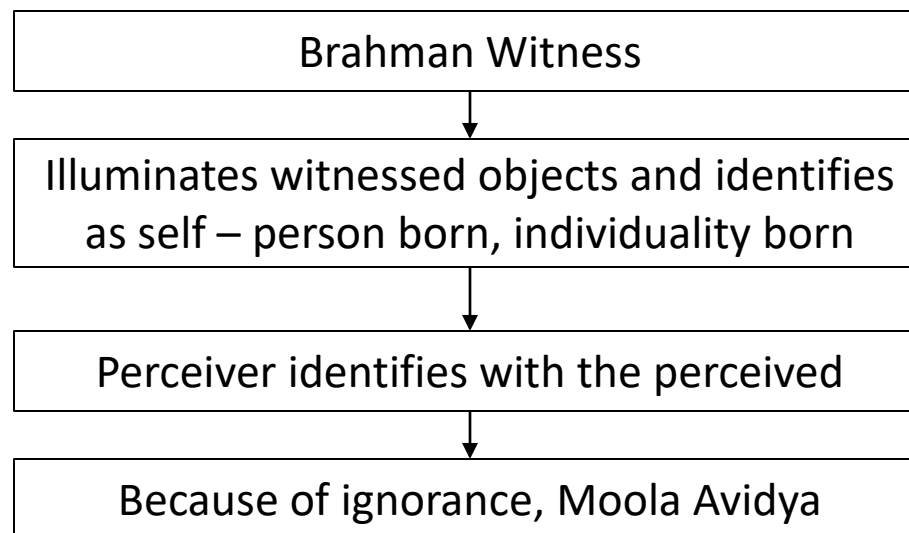 Brahman Witness
Illuminates witnessed objects and identifies
as self – person born, individuality born
Perceiver identifies with the perceived
Because of ignorance, Moola Avidya